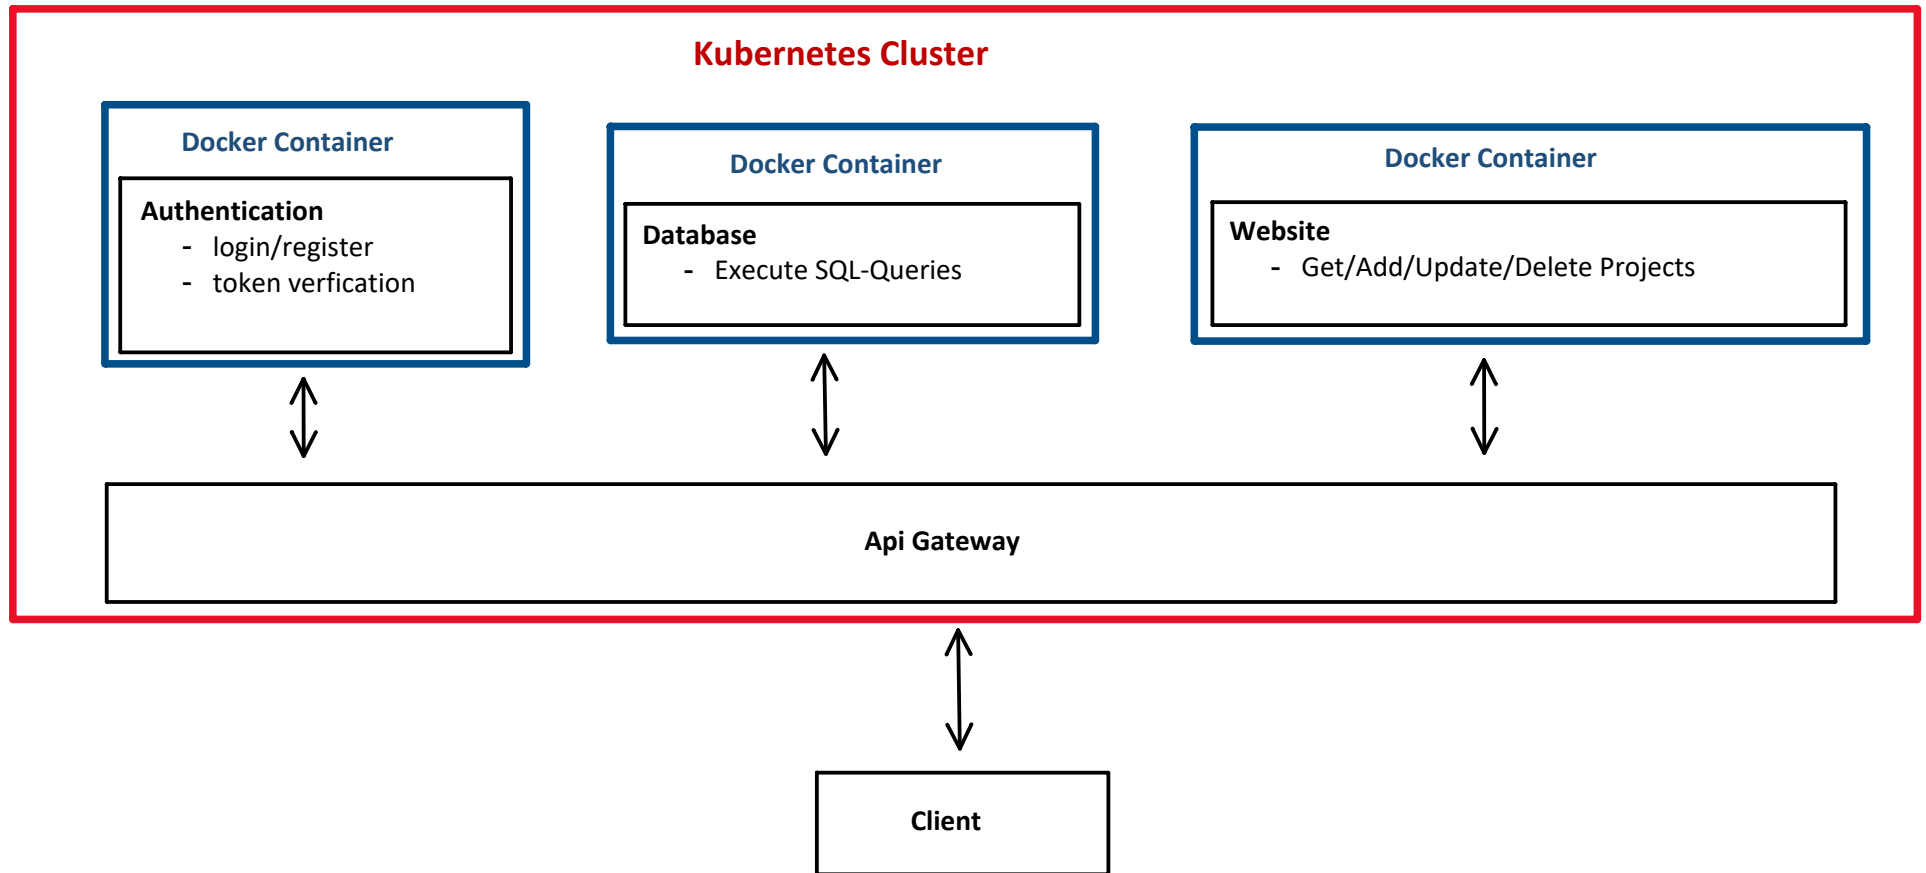 Kubernetes Cluster
Docker Container
Authentication
- login/register
- token verfication
Docker Container
Database
- Execute SQL-Queries
Docker Container
Website
- Get/Add/Update/Delete Projects
Api Gateway
Client